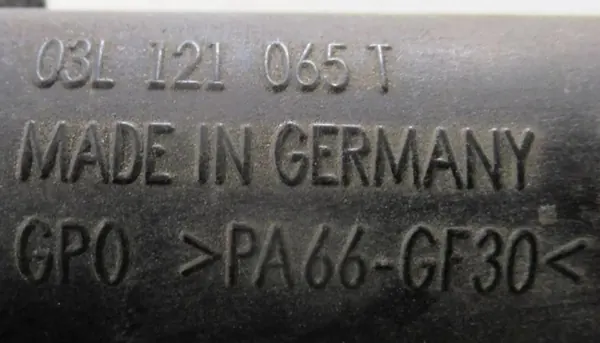 03L 121 065 T
MADE IN GERMANY
GPO >PA66-GF30<